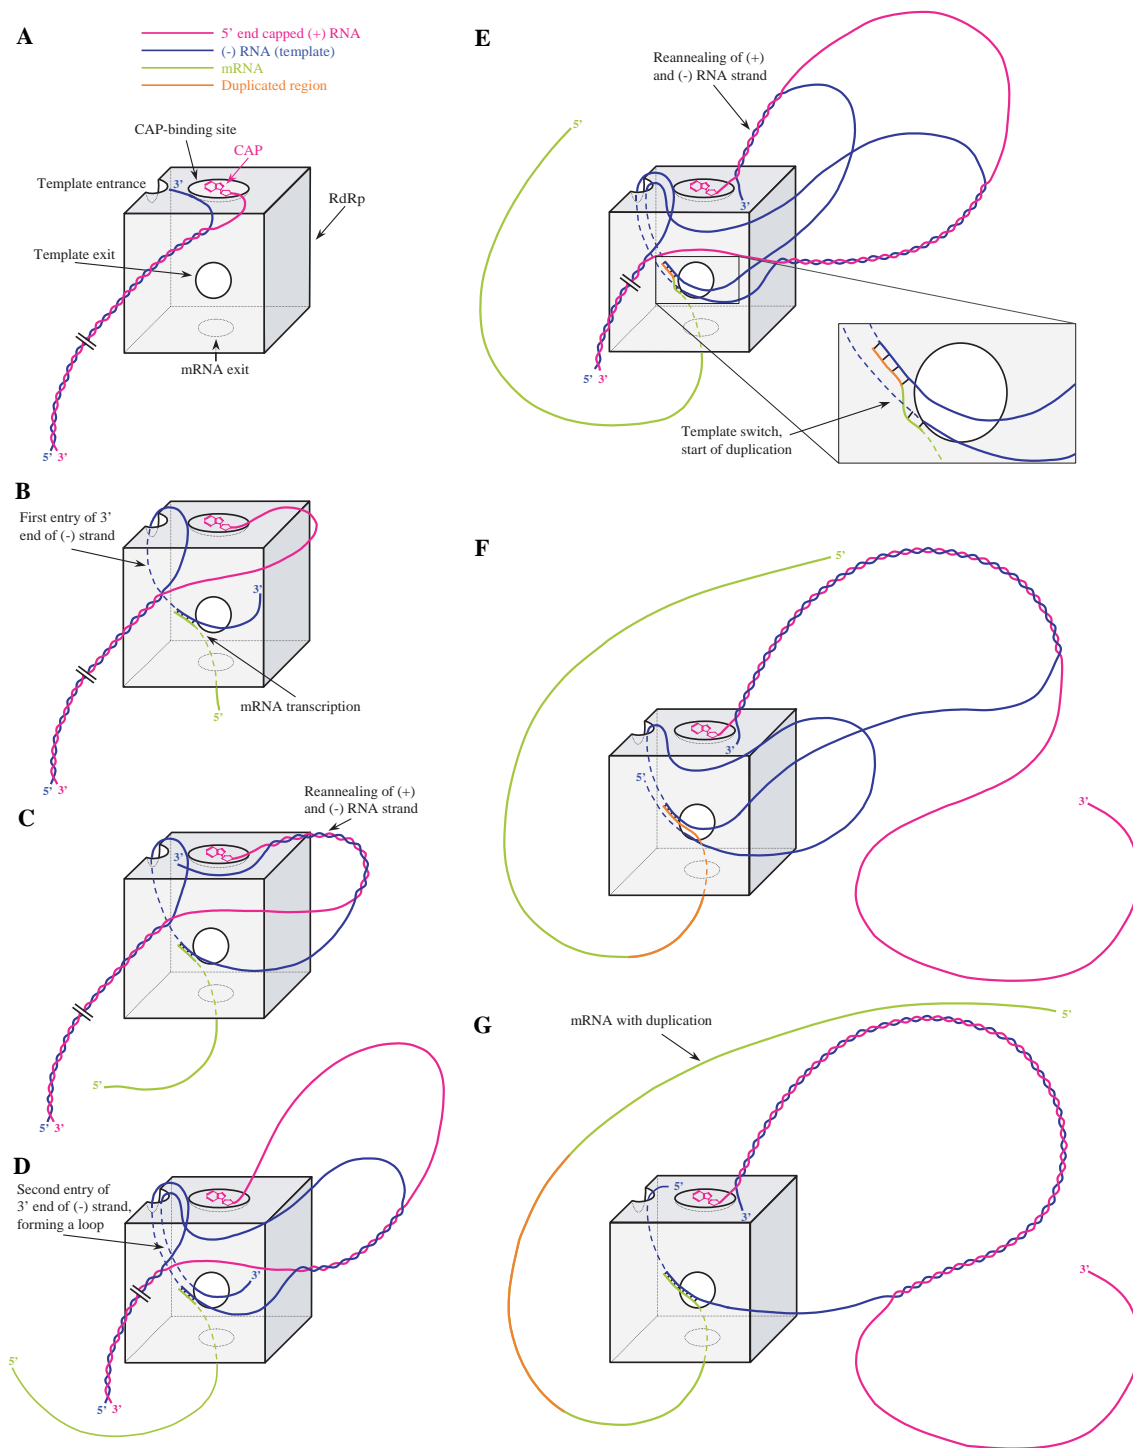 A
5' end capped (+) RNA
(-) RNA (template)
mRNA
Duplicated region
CAP-binding site
CAP
Template entrance
3'
RdRp
Template exit
mRNA exit
5' 3'
B
First entry of 3'
end of (-) strand
3'
mRNA transcription
5'
5' 3'
C
Reannealing of (+)
and (-) RNA strand
3'
5'
5' 3'
D
Second entry of
3' end of (-) strand,
forming a loop
3'
5'
5' 3'
E
Reannealing of (+)
and (-) RNA strand
5'
3'
5' 3'
Template switch,
start of duplication
F
5'
3'
5'
3'
G
mRNA with duplication
5'
5'
3'
3'